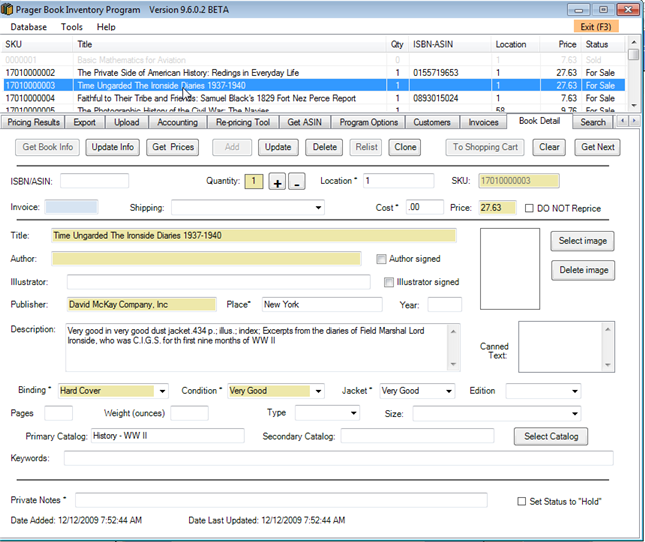 Prager Book Inventory Program Version 9.6.0.2 BETA
Database Tools Help Exit (F3)
SKU Title Qty ISBN-ASIN Location Price Status
0000001 Basic Mathematics for Aviation 0 1 7.63 Sold
17010000002 The Private Side of American History: Redings in Everyday Life 1 0155719653 1 27.63 For Sale
17010000003 Time Ungarded The Ironside Diaries 1937-1940 1 1 27.63 For Sale
17010000004 Faithful to Their Tribe and Friends: Samuel Black's 1829 Fort Nez Perce Report 1 0893015024 1 7.63 For Sale
17010000005 The Photographic History of the Civil War: The Navies 1 58 9.76 For Sale
Pricing Results Export Upload Accounting Re-pricing Tool Get ASIN Program Options Customers Invoices Book Detail Search
Get Book Info Update Info Get Prices Add Update Delete Relist Clone To Shopping Cart Clear Get Next
ISBN/ASIN: Quantity: 1 + - Location * 1 SKU: 17010000003
Invoice: Shipping: Cost * .00 Price: 27.63 DO NOT Reprice
Title: Time Ungarded The Ironside Diaries 1937-1940 Select image
Author: Author signed Delete image
Illustrator: Illustrator signed
Publisher: David McKay Company, Inc Place* New York Year:
Description: Very good in very good dust jacket.434 p.; illus.; index; Excerpts from the diaries of Field Marshal Lord
Ironside, who was C.I.G.S. for th first nine months of WW II
Canned
Text:
Binding * Hard Cover Condition * Very Good Jacket * Very Good Edition
Pages Weight (ounces) Type Size:
Primary Catalog: History - WW II Secondary Catalog: Select Catalog
Keywords:
Private Notes * Set Status to "Hold"
Date Added: 12/12/2009 7:52:44 AM Date Last Updated: 12/12/2009 7:52:44 AM